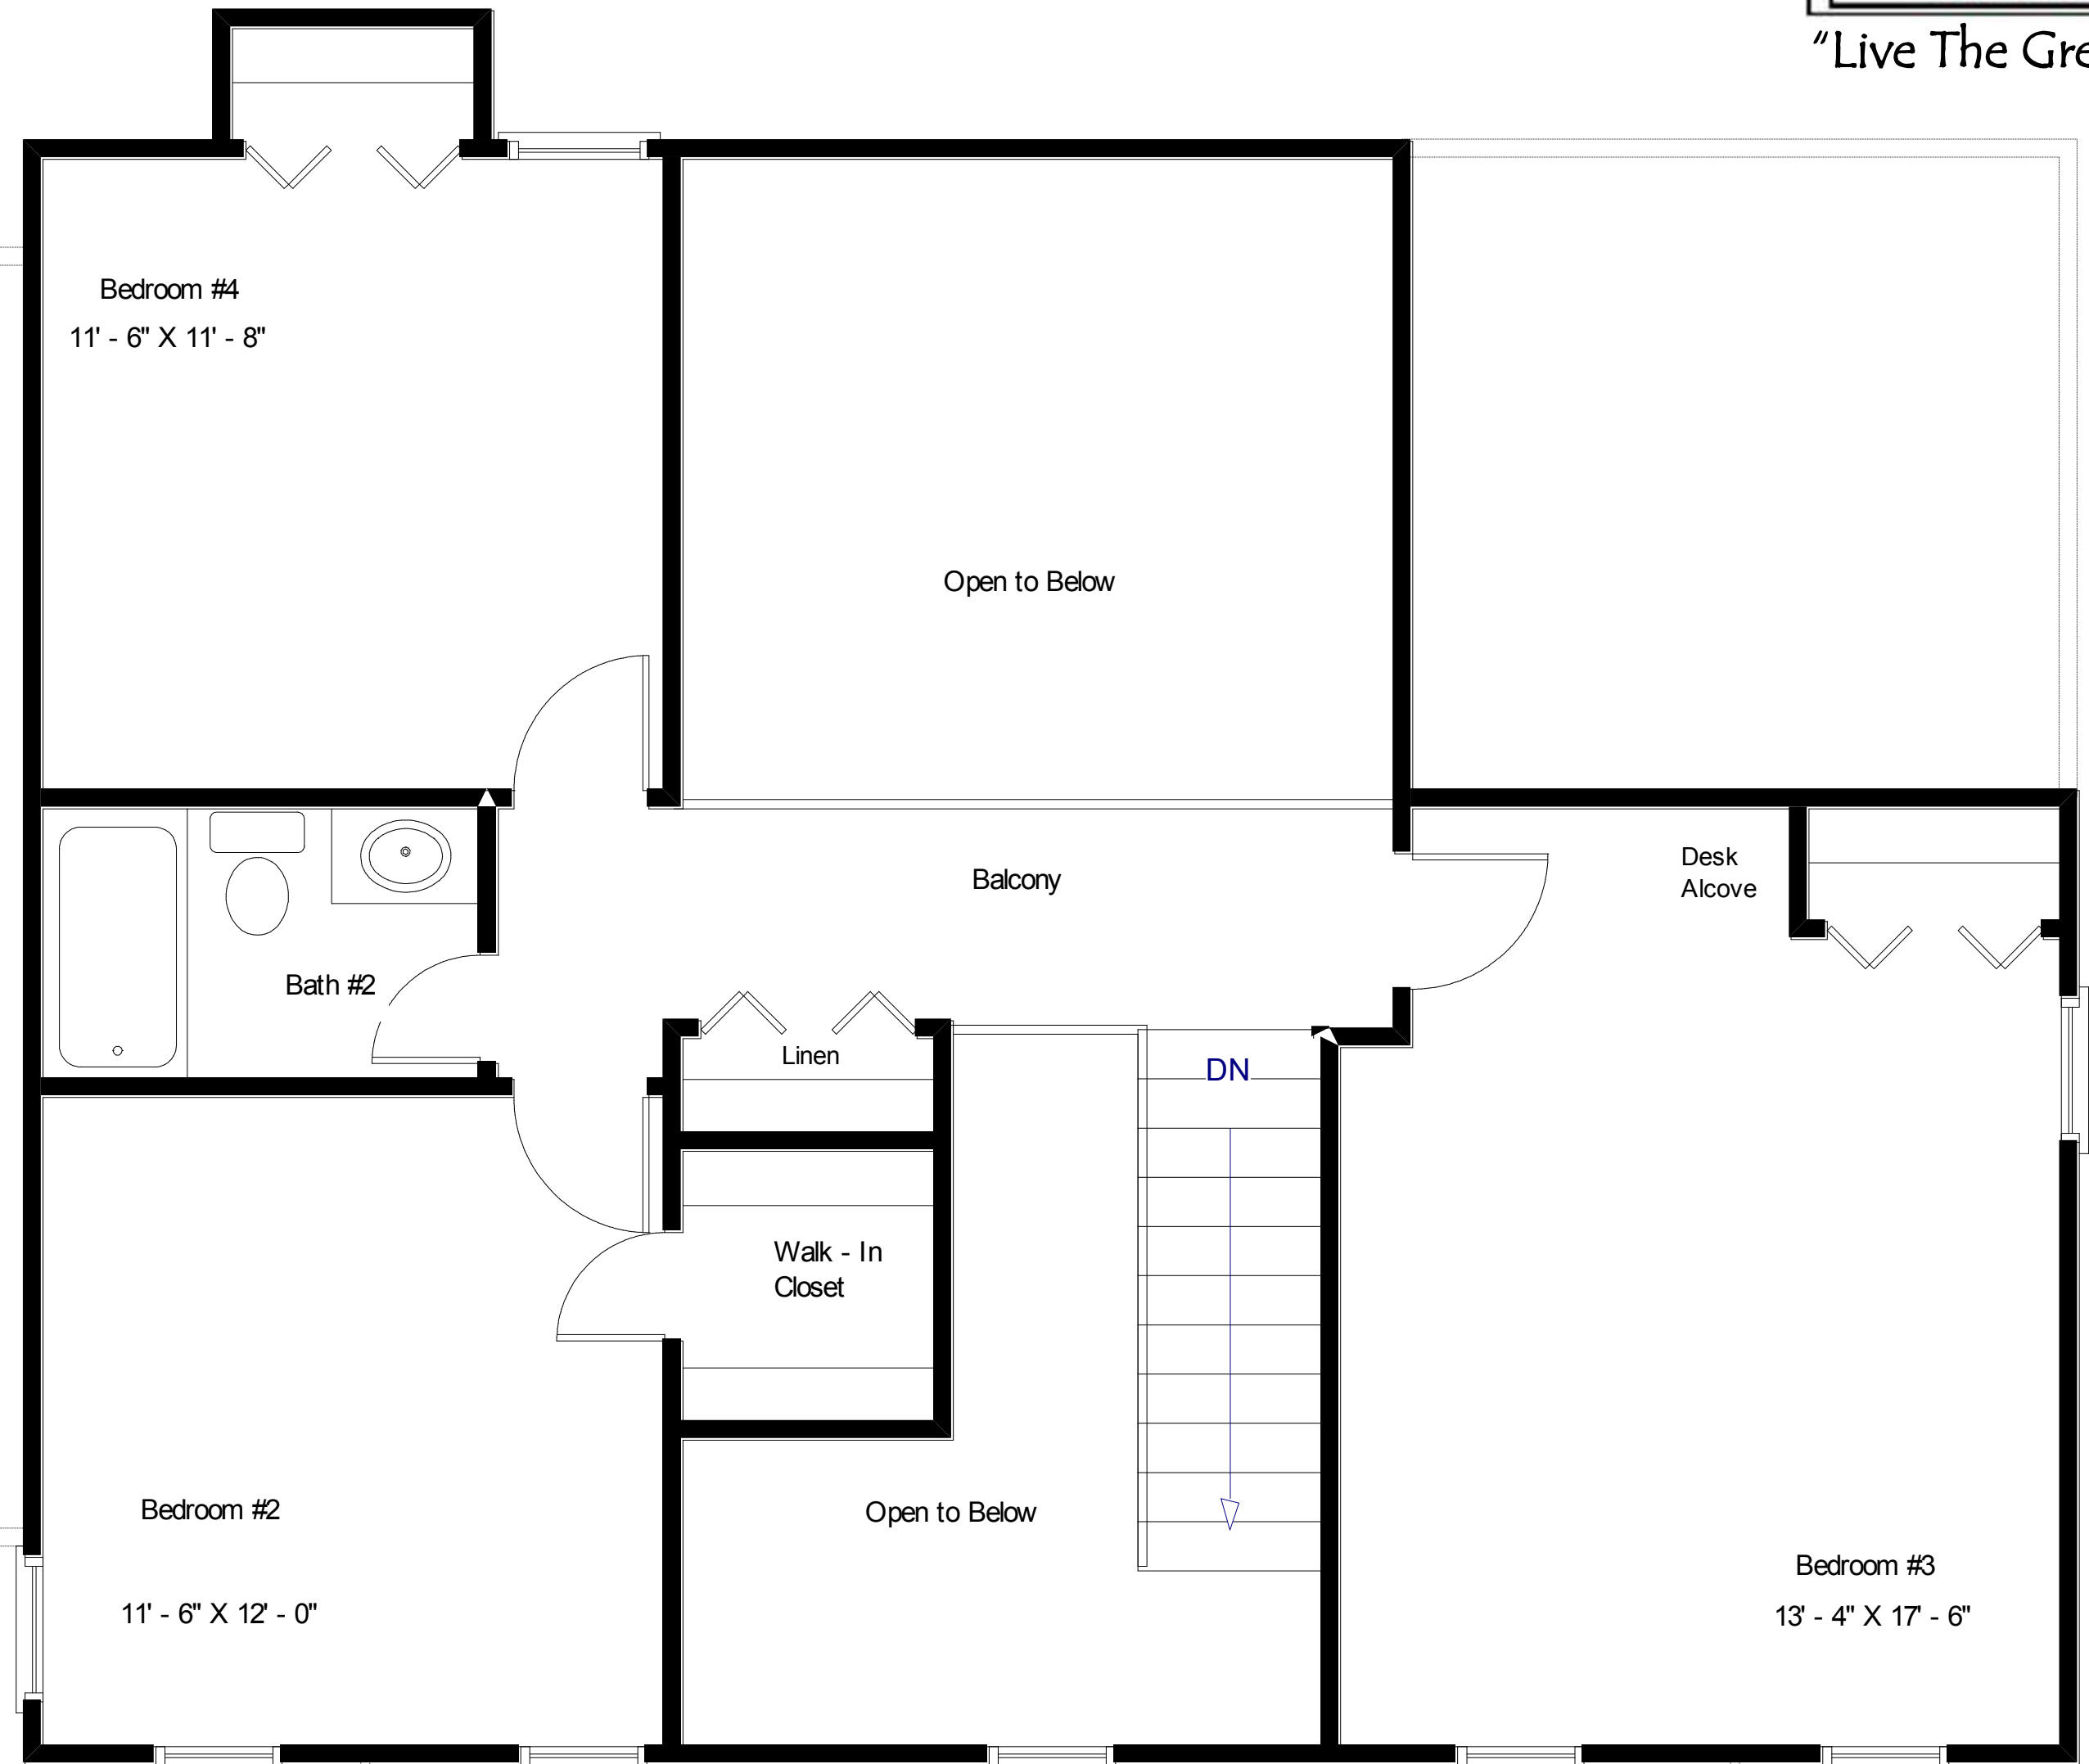 "Live The Gre
Bedroom #4
11' - 6" X 11' - 8"
Open to Below
Desk
Alcove
Balcony
Bath #2
Linen
DN
Walk - In
Closet
Bedroom #2
11' - 6" X 12' - 0"
Open to Below
Bedroom #3
13' - 4" X 17' - 6"